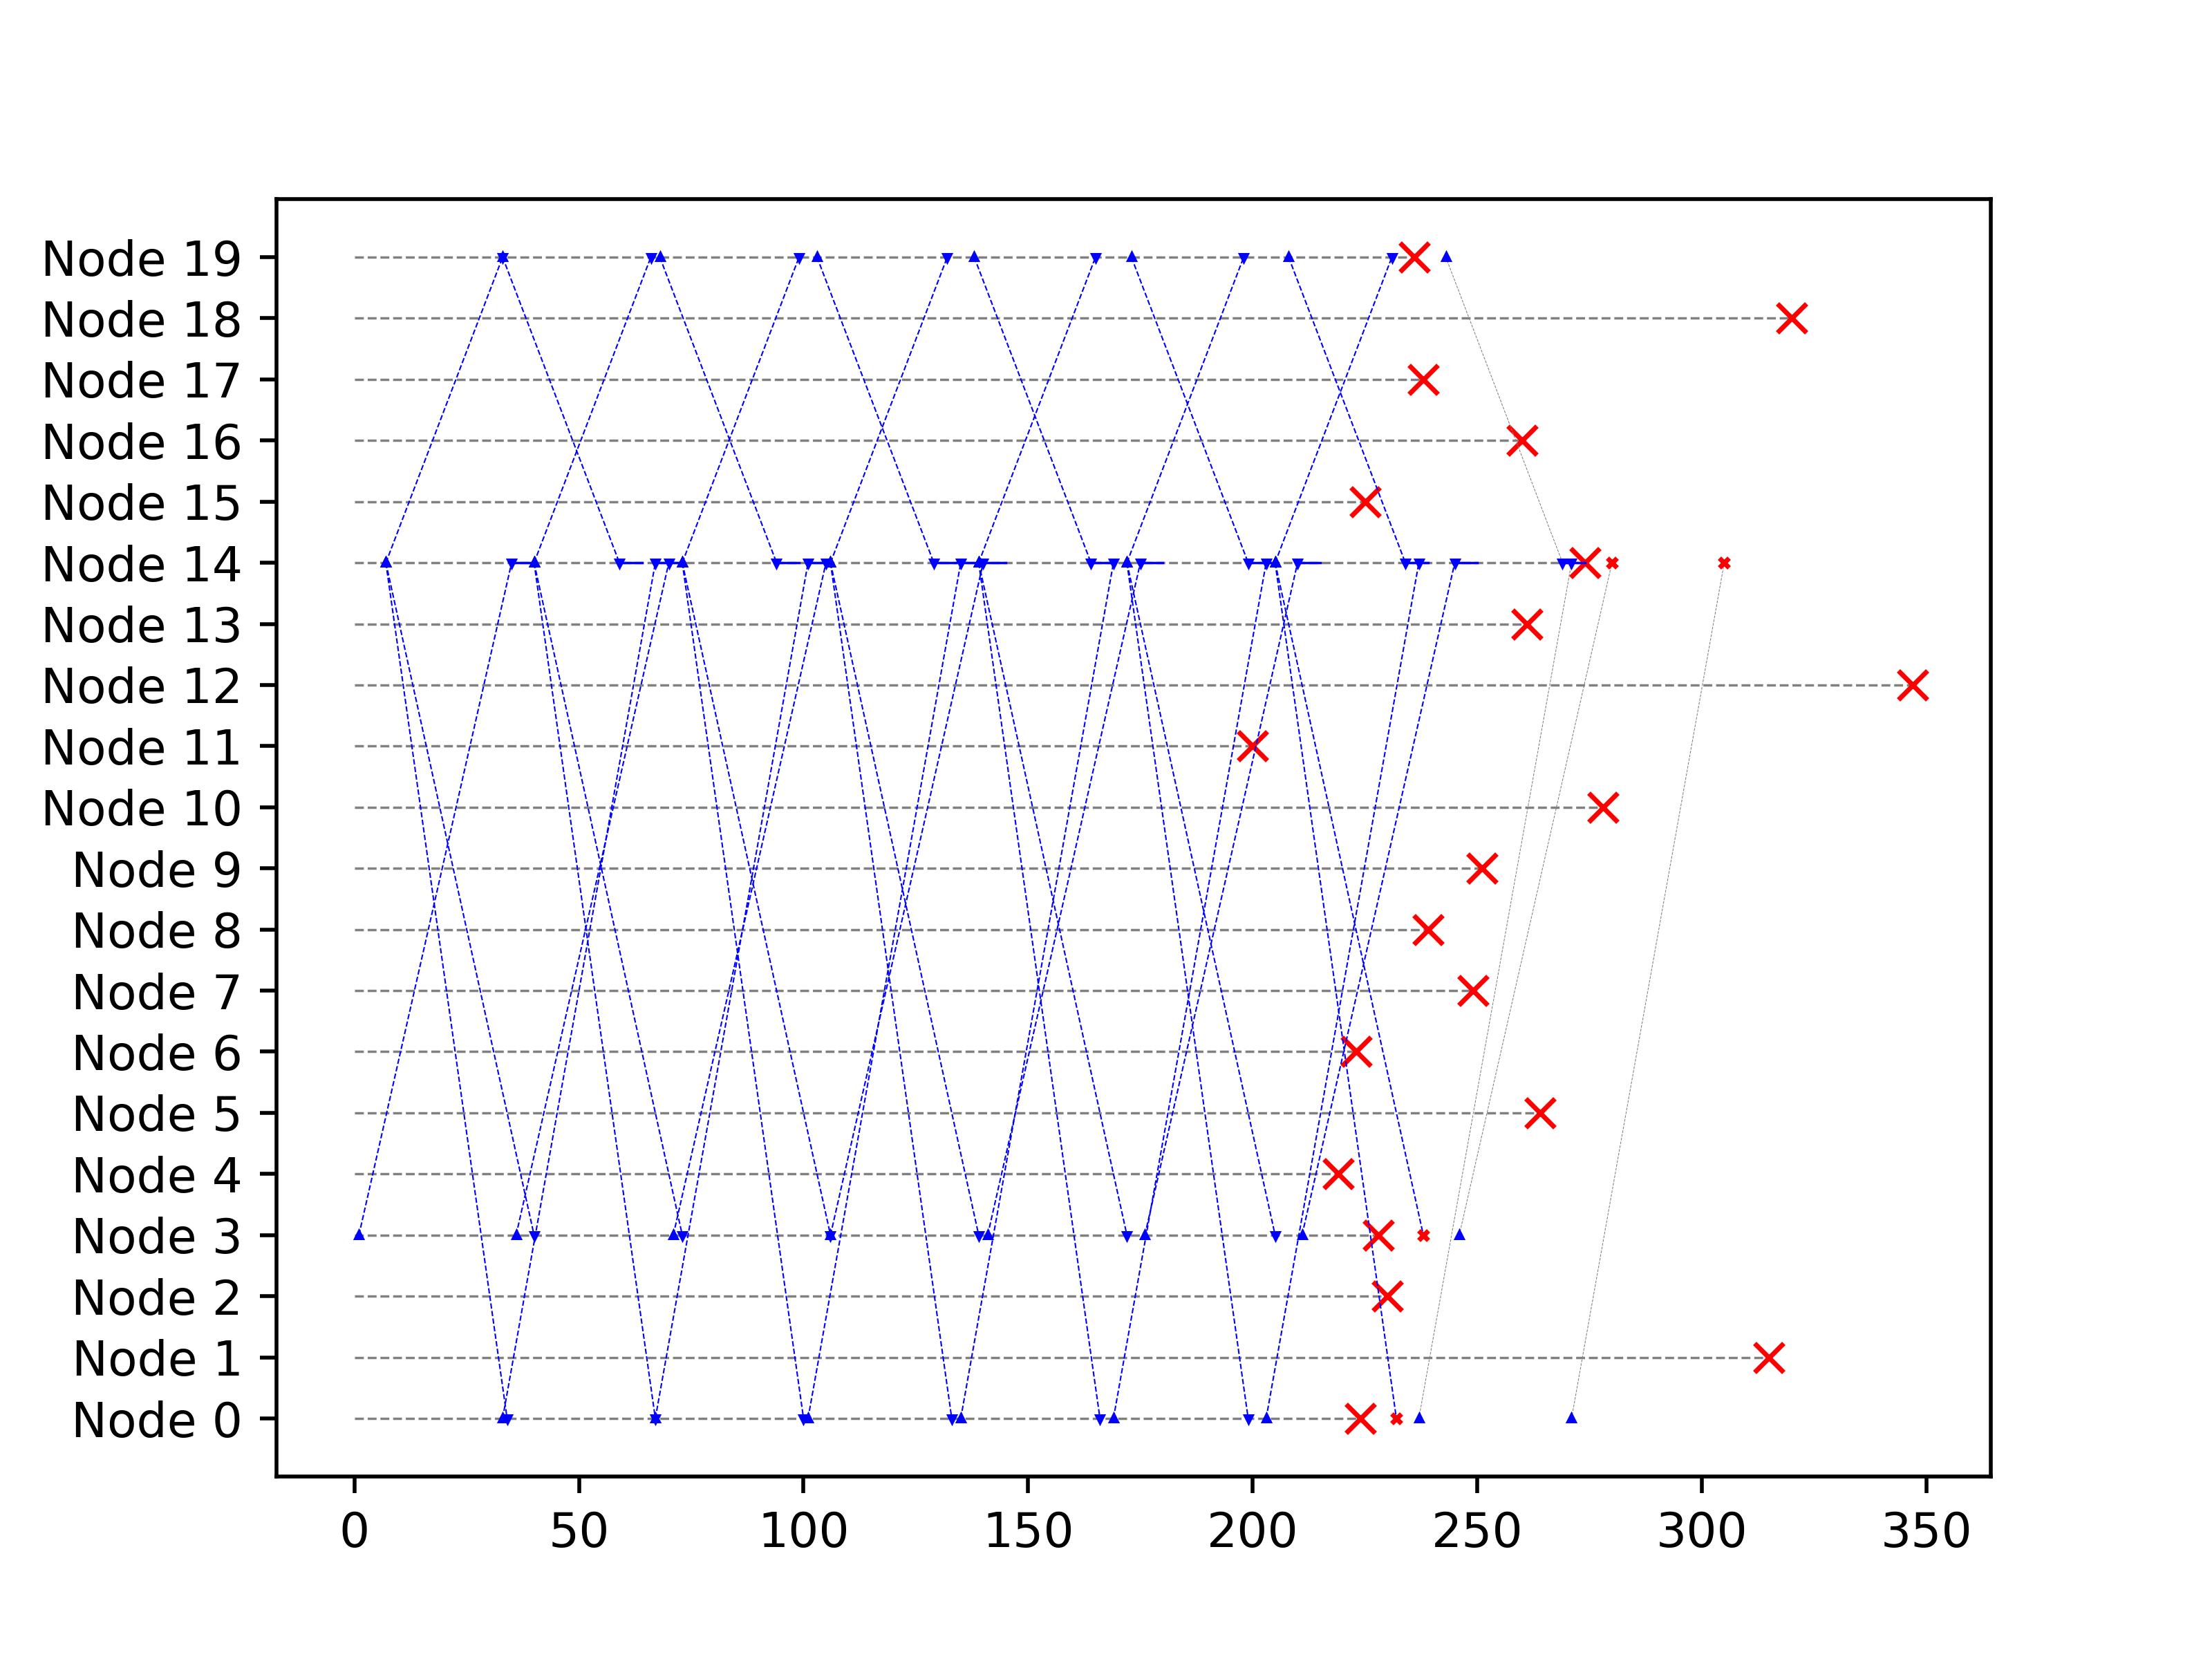 Node 19
Node 18
Node 17
Node 16
Node 15
Node 14
Node 13
Node 12
Node 11
Node 10
Node 9
Node 8
Node 7
Node 6
Node 5
Node 4
Node 3
Node 2
Node 1
Node 0
0 50 100 150 200 250 300 350